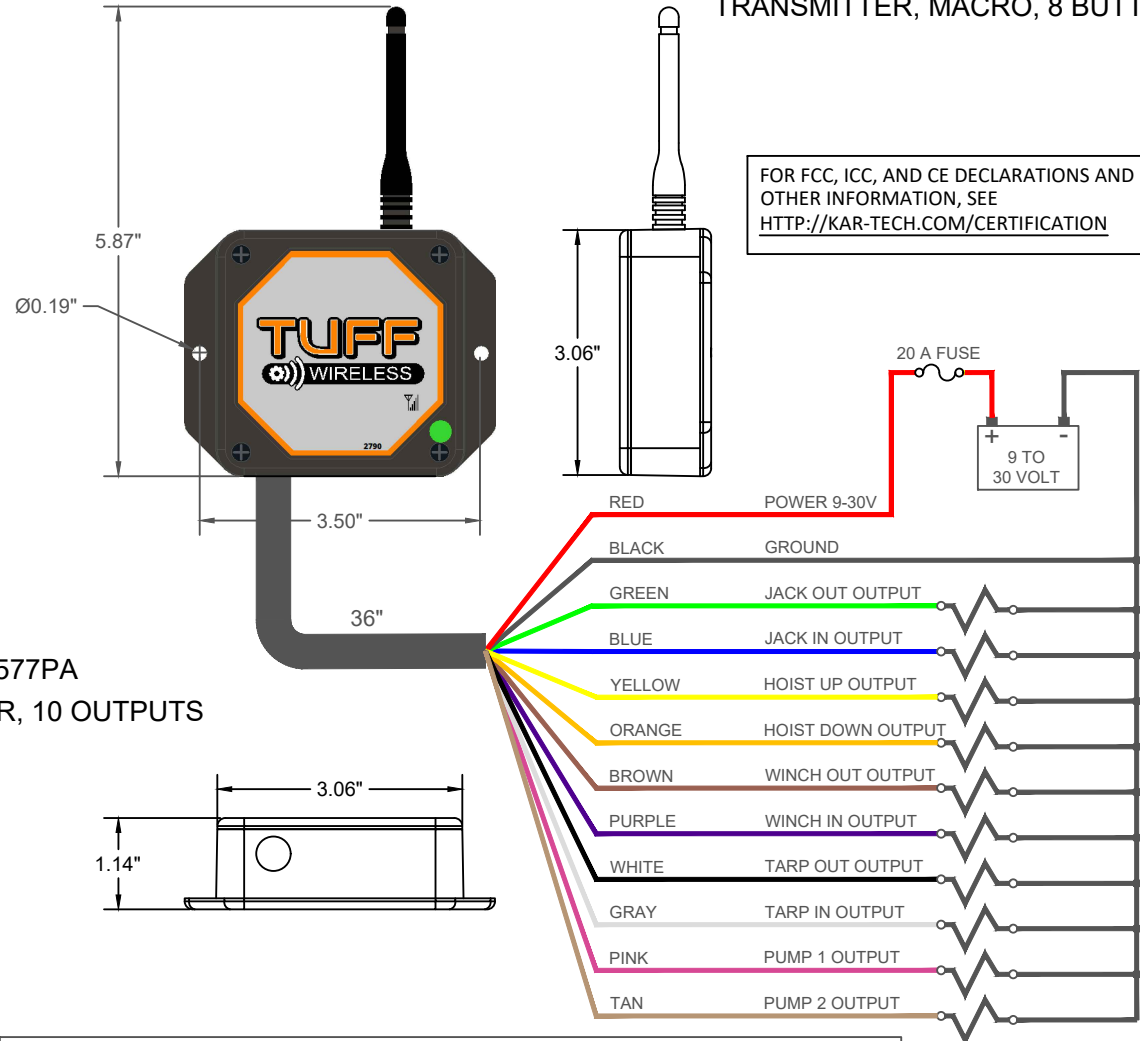 TRANSMITTER, MACRO, 8 BUTT
FOR FCC, ICC, AND CE DECLARATIONS AND
OTHER INFORMATION, SEE
HTTP://KAR-TECH.COM/CERTIFICATION
5.87"
Ø0.19"
TUFF
WIRELESS
2790
3.06"
3.50"
36"
20 A FUSE
+ -
9 TO
30 VOLT
RED POWER 9-30V
BLACK GROUND
GREEN JACK OUT OUTPUT
BLUE JACK IN OUTPUT
YELLOW HOIST UP OUTPUT
ORANGE HOIST DOWN OUTPUT
BROWN WINCH OUT OUTPUT
PURPLE WINCH IN OUTPUT
WHITE TARP OUT OUTPUT
GRAY TARP IN OUTPUT
PINK PUMP 1 OUTPUT
TAN PUMP 2 OUTPUT
577PA
R, 10 OUTPUTS
3.06"
1.14"